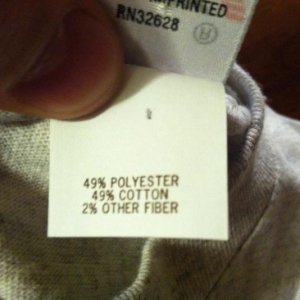 RN32628
®
49% POLYESTER
49% COTTON
2% OTHER FIBER